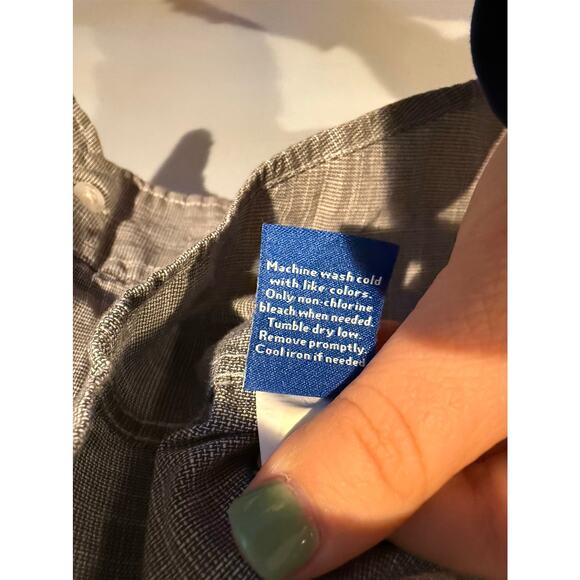 Machine wash cold
with like colors.
Only non-chlorine
bleach when needed.
Tumble dry low.
Remove promptly.
Cool iron if needed